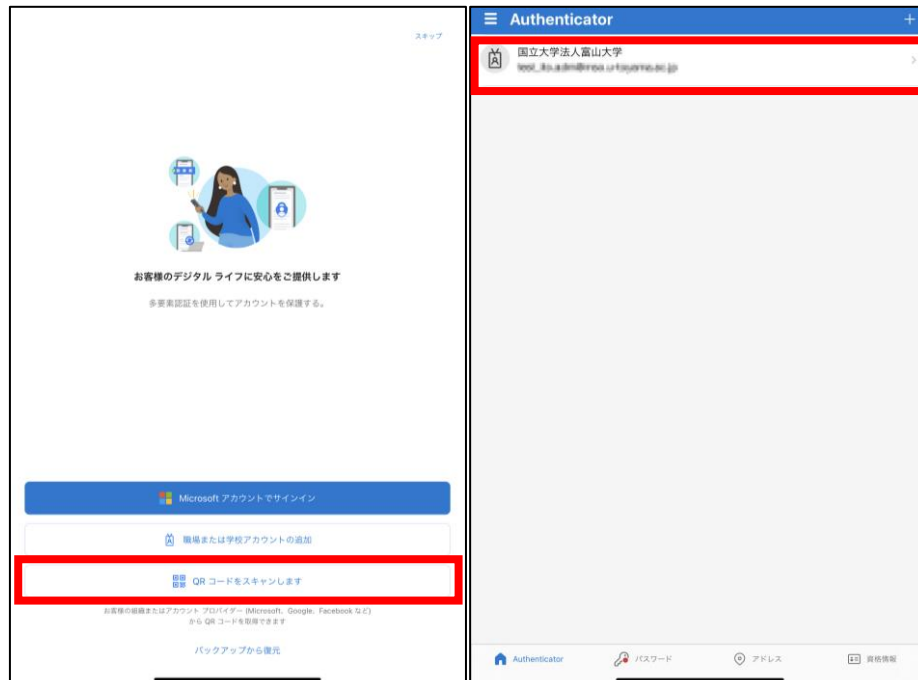 スキップ
お客様のデジタル ライフに安心をご提供します
多要素認証を使用してアカウントを保護する。
Microsoft アカウントでサインイン
職場または学校アカウントの追加
QR コードをスキャンします
お客様の組織またはアカウント プロバイダー (Microsoft、Google、Facebook など)
から QR コードを取得できます
バックアップから復元
Authenticator
国立大学法人富山大学
Authenticator
パスワード
アドレス
資格情報